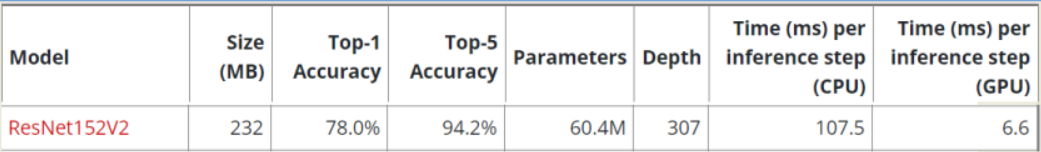 Model Size (MB) Top-1 Accuracy Top-5 Accuracy Parameters Depth Time (ms) per inference step (CPU) Time (ms) per inference step (GPU)
ResNet152V2 232 78.0% 94.2% 60.4M 307 107.5 6.6